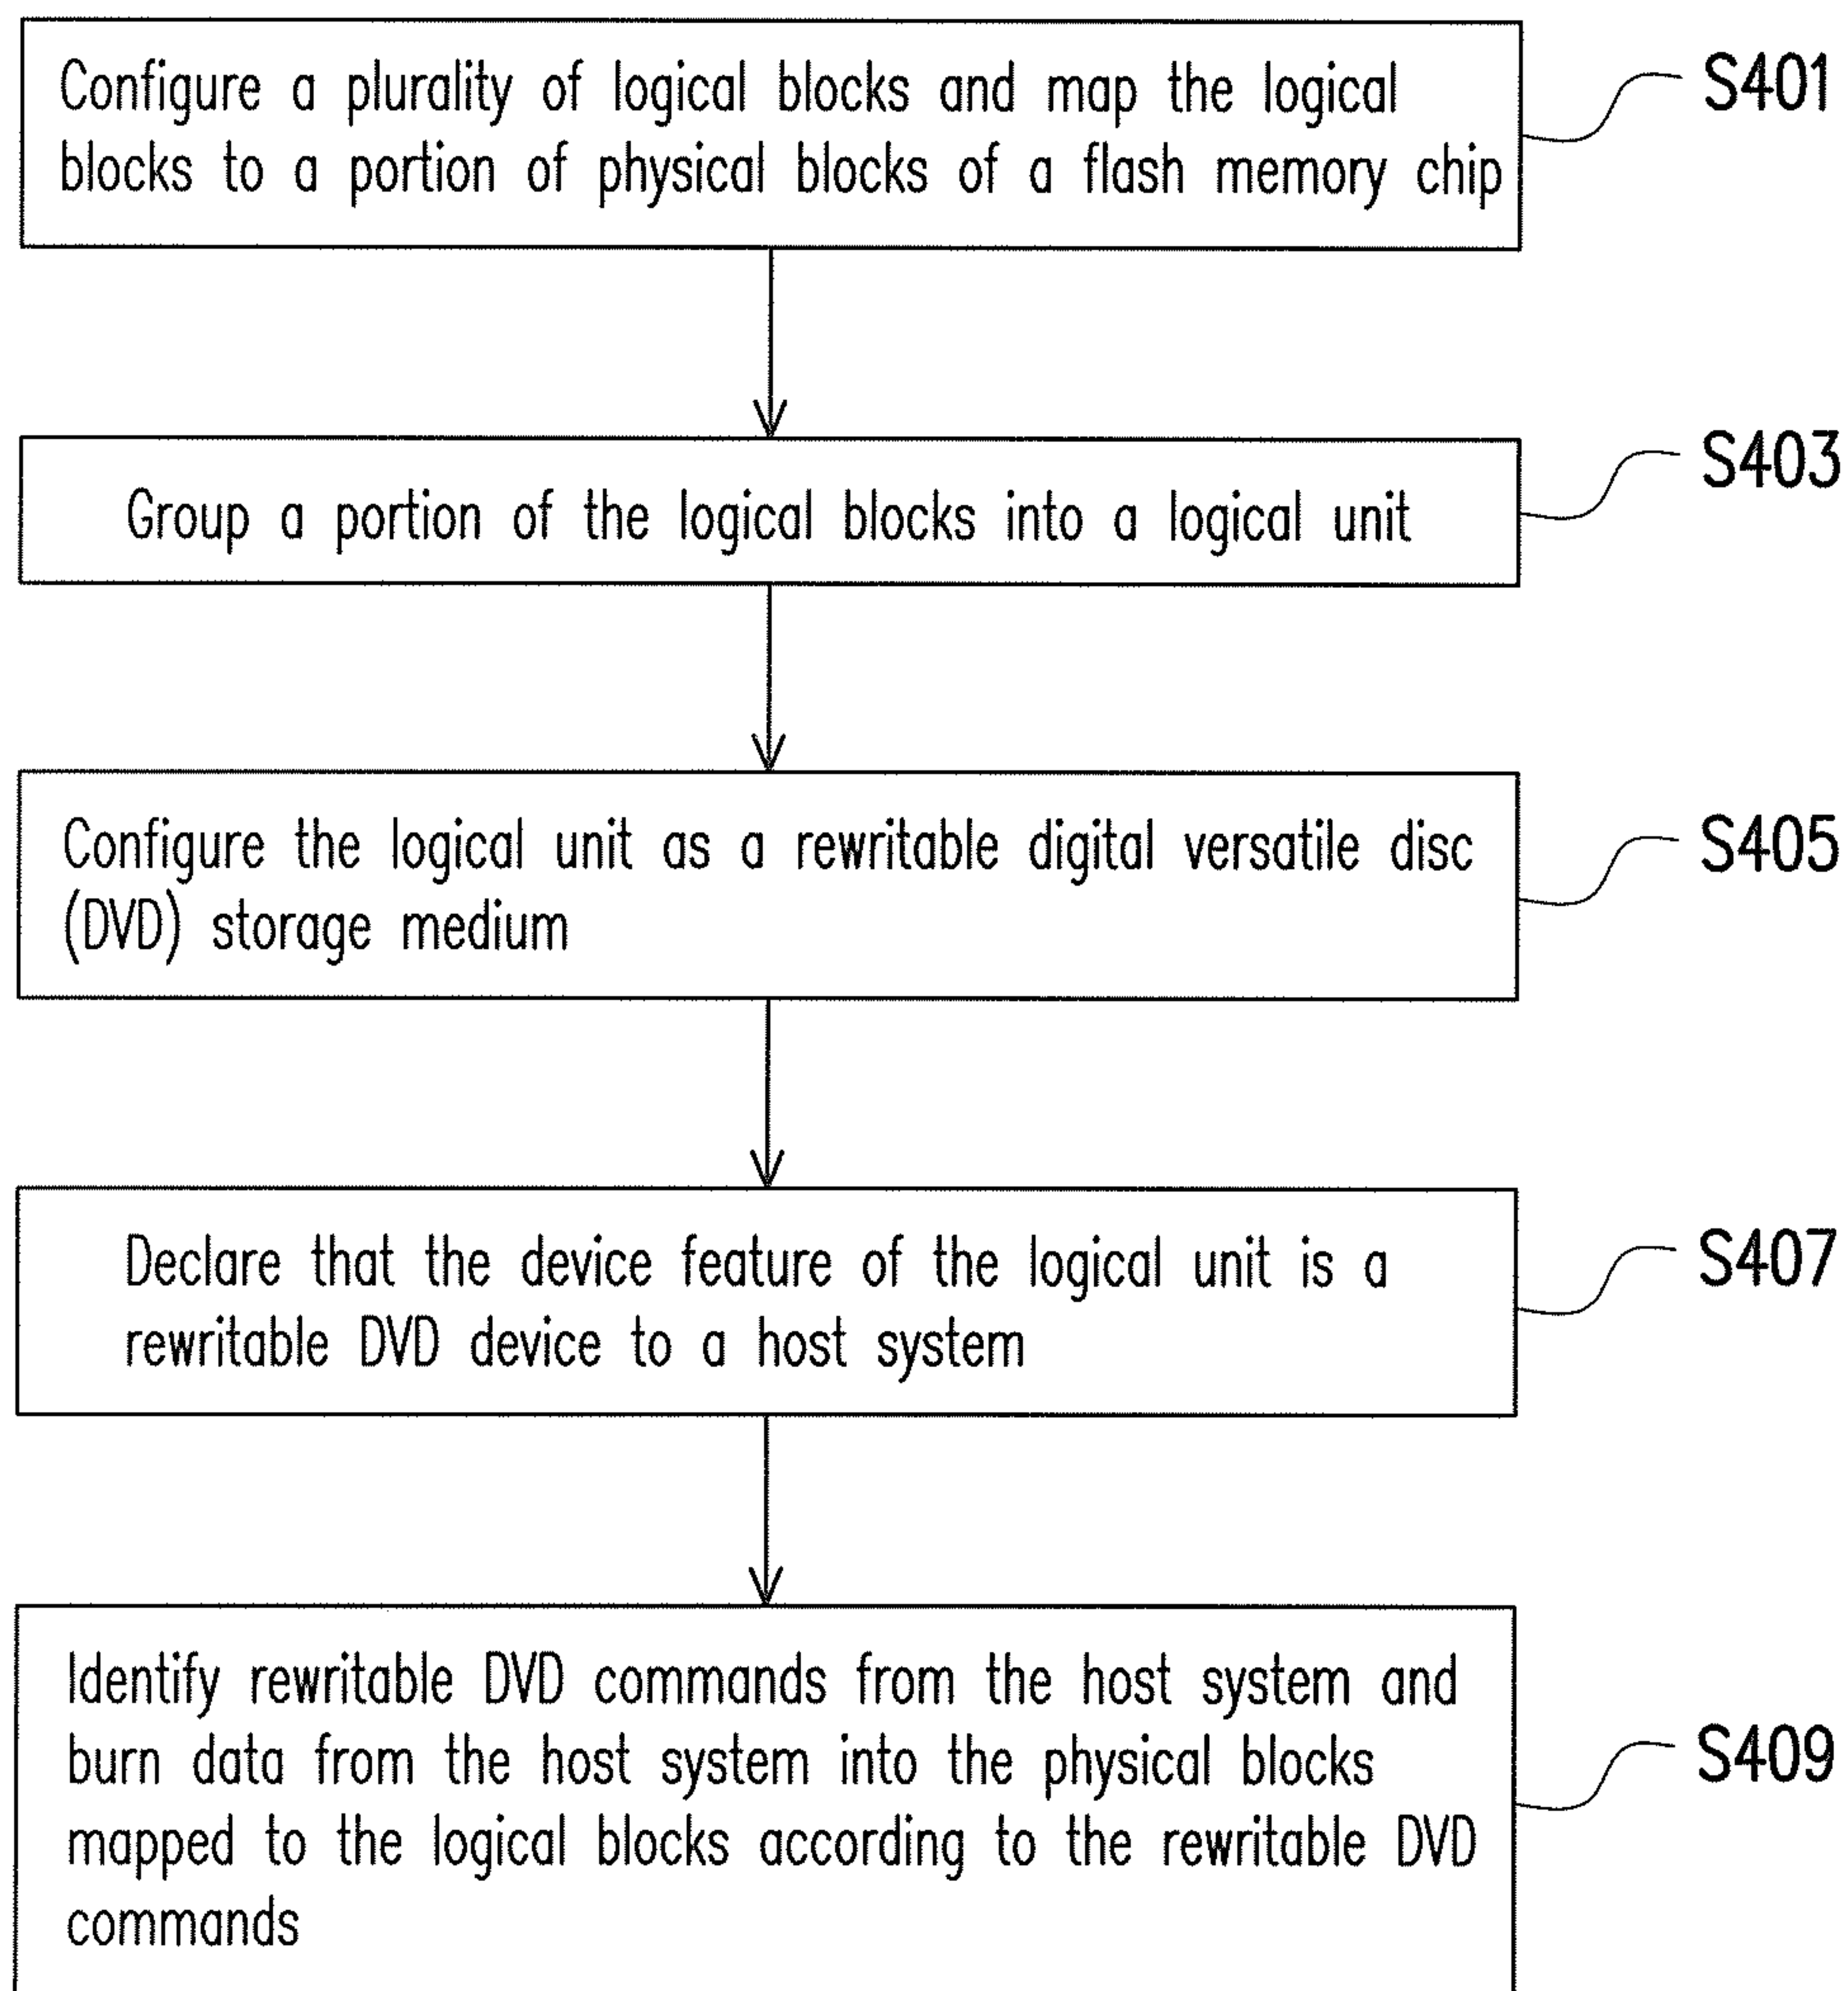 Configure a plurality of logical blocks and map the logical
blocks to a portion of physical blocks of a flash memory chip
S401
Group a portion of the logical blocks into a logical unit
S403
Configure the logical unit as a rewritable digital versatile disc
(DVD) storage medium
S405
Declare that the device feature of the logical unit is a
rewritable DVD device to a host system
S407
Identify rewritable DVD commands from the host system and
burn data from the host system into the physical blocks
mapped to the logical blocks according to the rewritable DVD
commands
S409